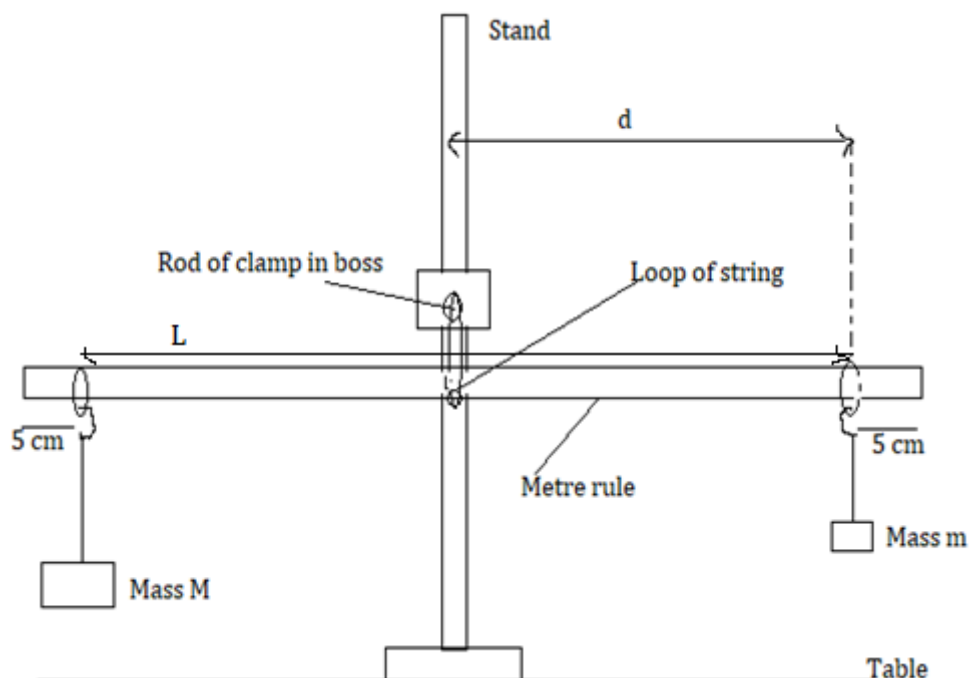 Stand
d
Rod of clamp in boss
Loop of string
L
5 cm
5 cm
Metre rule
Mass m
Mass M
Table